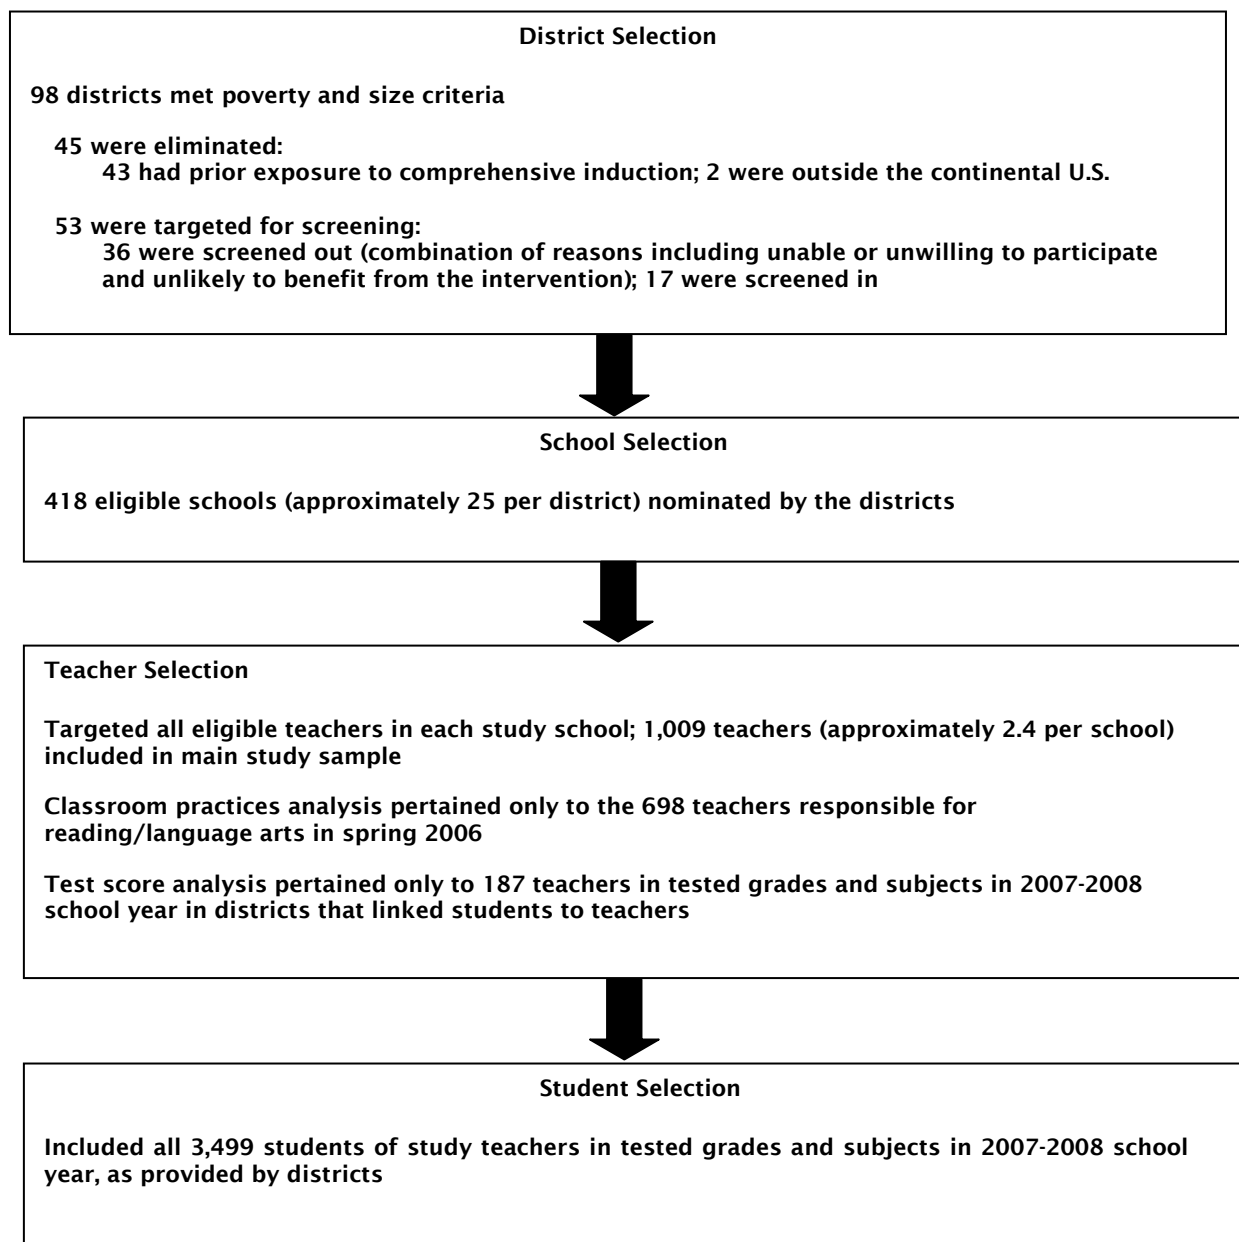 District Selection
98 districts met poverty and size criteria
45 were eliminated:
43 had prior exposure to comprehensive induction; 2 were outside the continental U.S.
53 were targeted for screening:
36 were screened out (combination of reasons including unable or unwilling to participate
and unlikely to benefit from the intervention); 17 were screened in
School Selection
418 eligible schools (approximately 25 per district) nominated by the districts
Teacher Selection
Targeted all eligible teachers in each study school; 1,009 teachers (approximately 2.4 per school)
included in main study sample
Classroom practices analysis pertained only to the 698 teachers responsible for
reading/language arts in spring 2006
Test score analysis pertained only to 187 teachers in tested grades and subjects in 2007-2008
school year in districts that linked students to teachers
Student Selection
Included all 3,499 students of study teachers in tested grades and subjects in 2007-2008 school
year, as provided by districts